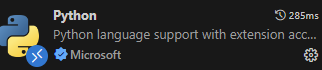 Python 285ms
Python language support with extension acc...
Microsoft